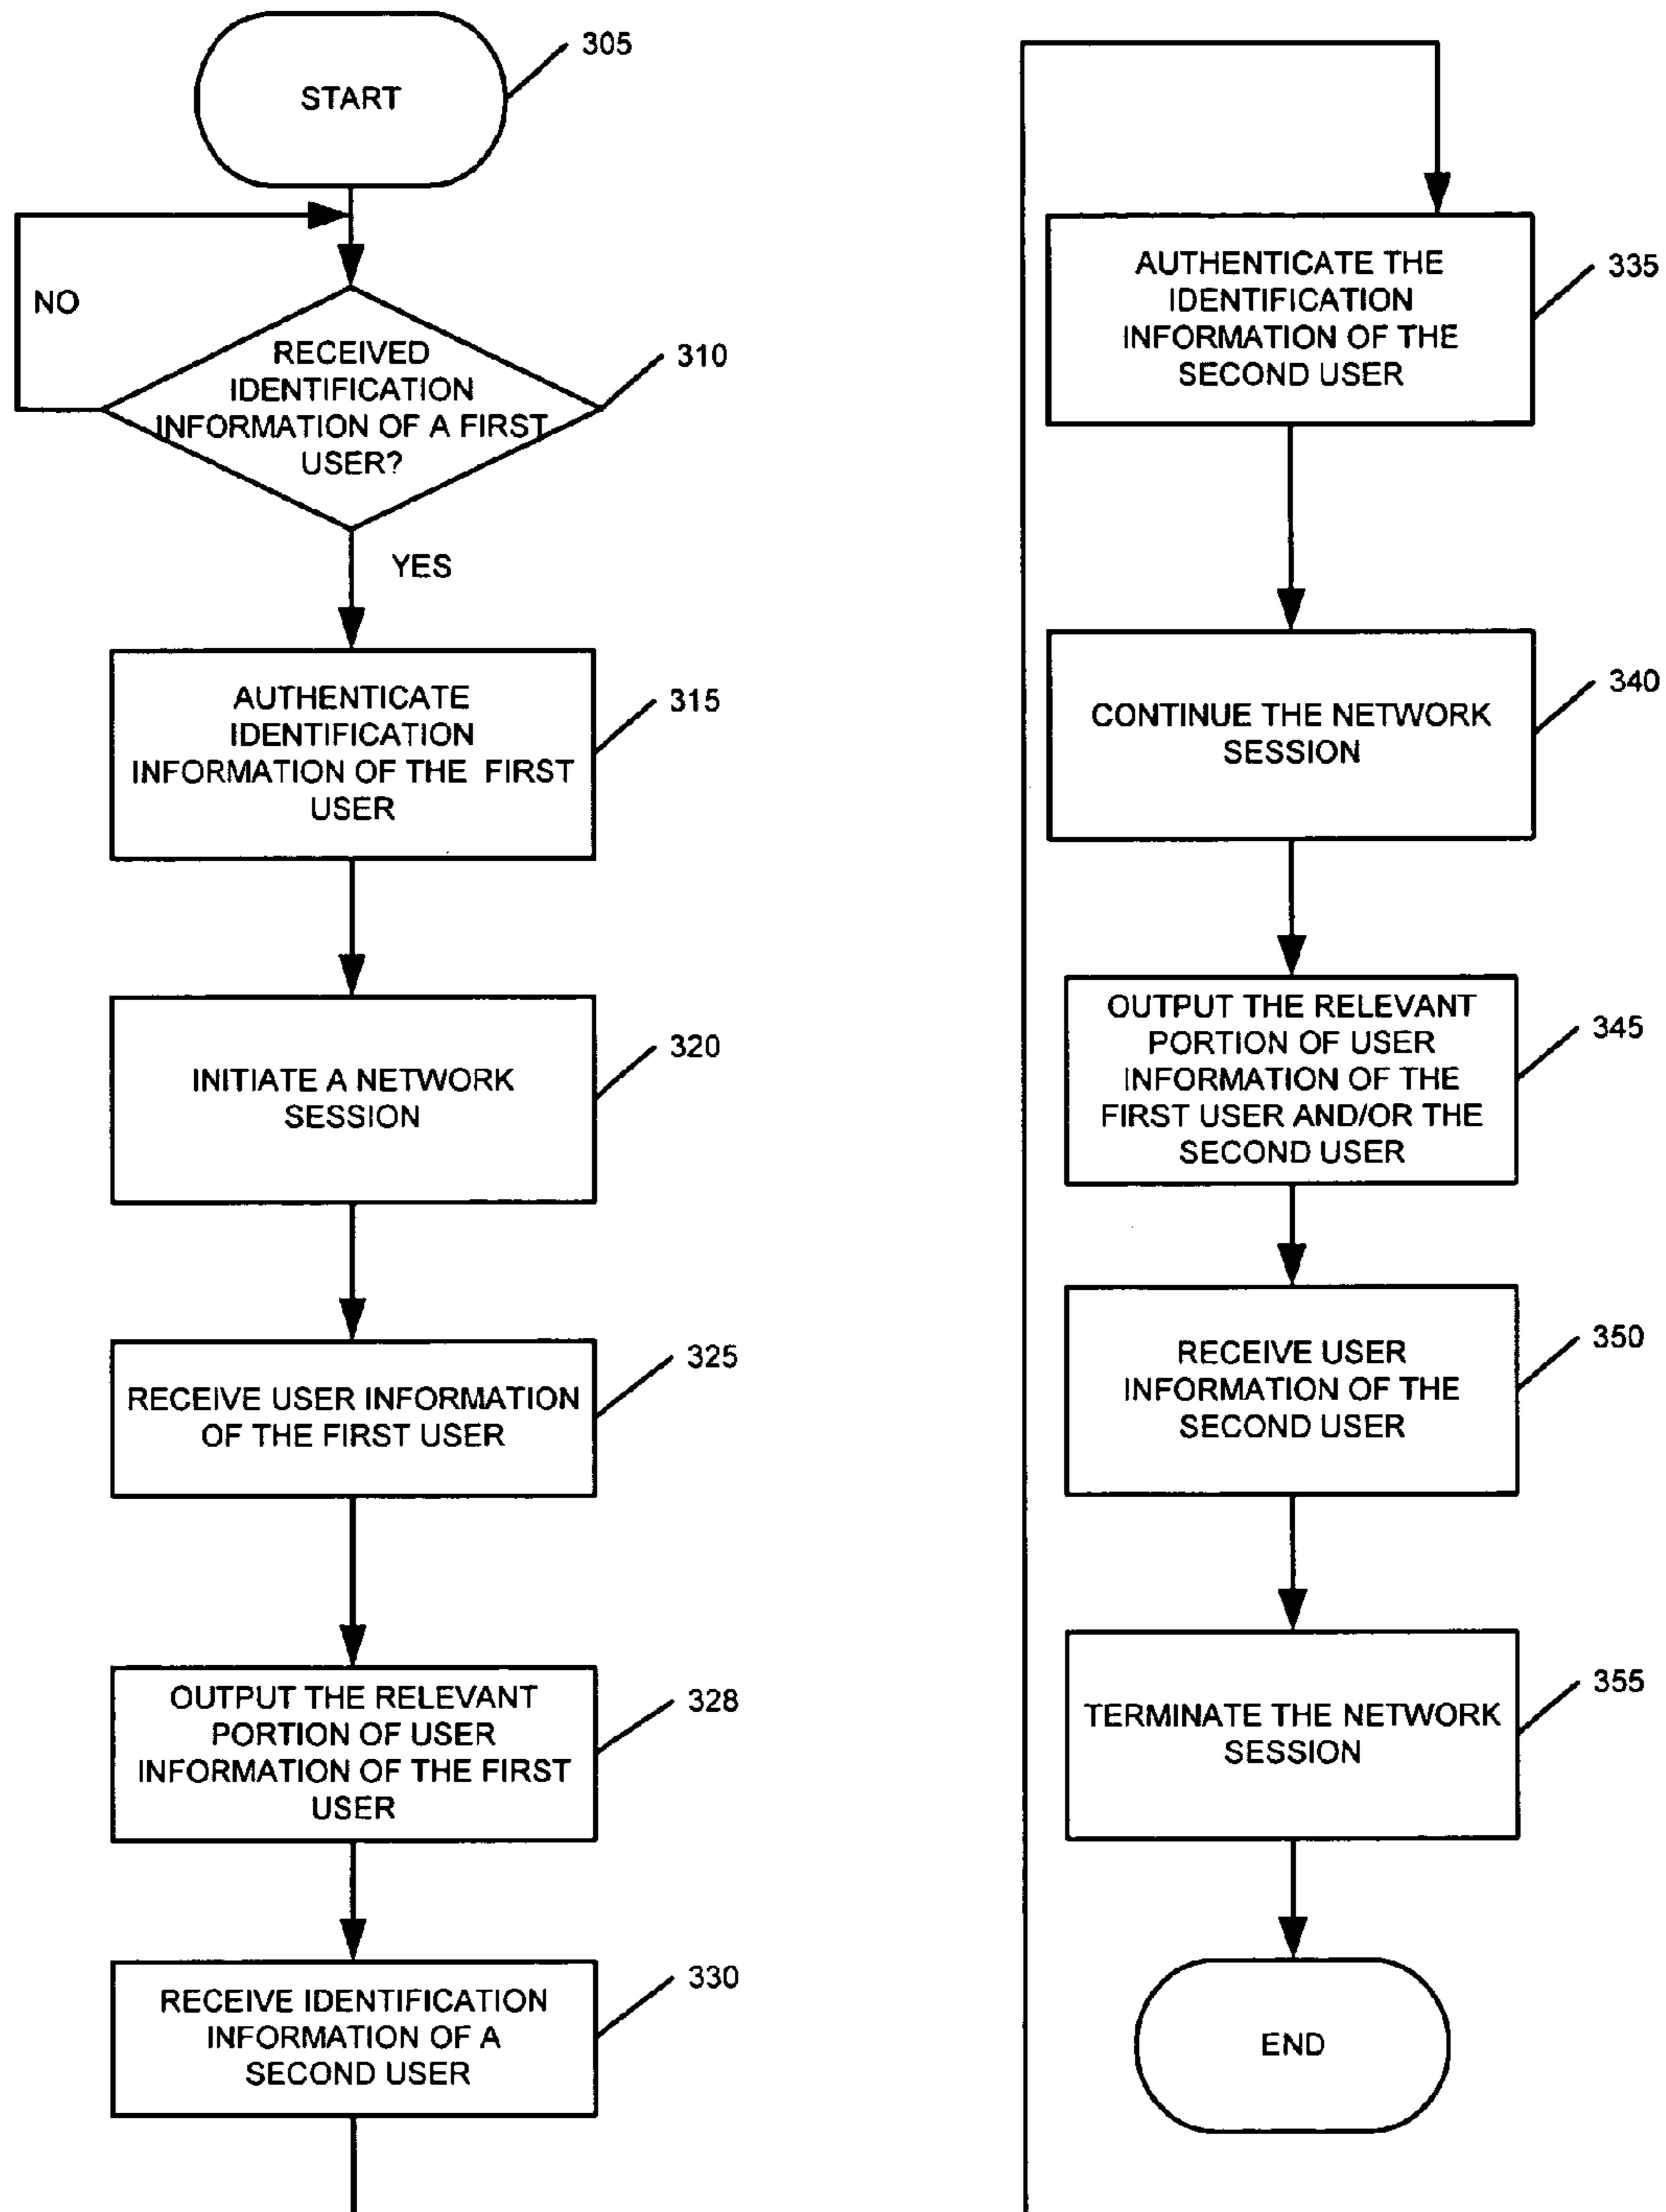 START
305
NO
RECEIVED
IDENTIFICATION
INFORMATION OF A FIRST
USER?
310
YES
AUTHENTICATE
IDENTIFICATION
INFORMATION OF THE FIRST
USER
315
INITIATE A NETWORK
SESSION
320
RECEIVE USER INFORMATION
OF THE FIRST USER
325
OUTPUT THE RELEVANT
PORTION OF USER
INFORMATION OF THE FIRST
USER
328
RECEIVE IDENTIFICATION
INFORMATION OF A
SECOND USER
330
AUTHENTICATE THE
IDENTIFICATION
INFORMATION OF THE
SECOND USER
335
CONTINUE THE NETWORK
SESSION
340
OUTPUT THE RELEVANT
PORTION OF USER
INFORMATION OF THE
FIRST USER AND/OR THE
SECOND USER
345
RECEIVE USER
INFORMATION OF THE
SECOND USER
350
TERMINATE THE NETWORK
SESSION
355
END